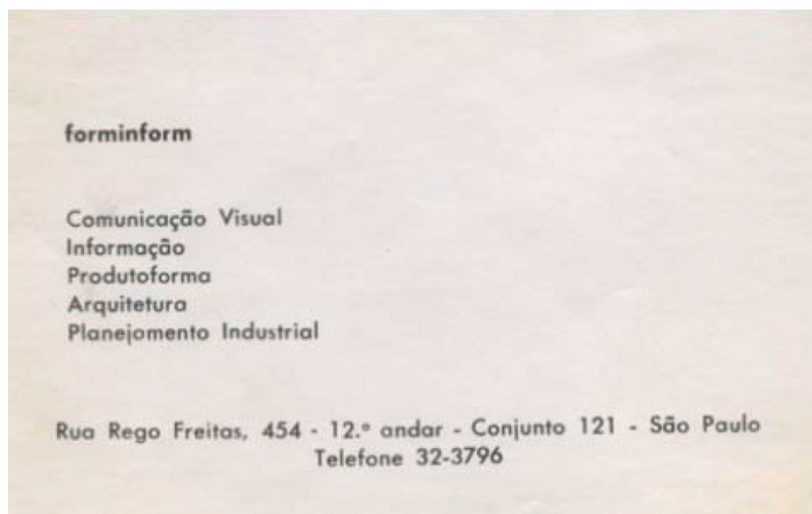 forminform
Comunicação Visual
Informação
Produtoforma
Arquitetura
Planejamento Industrial
Rua Rego Freitas, 454 - 12.º andar - Conjunto 121 - São Paulo
Telefone 32-3796